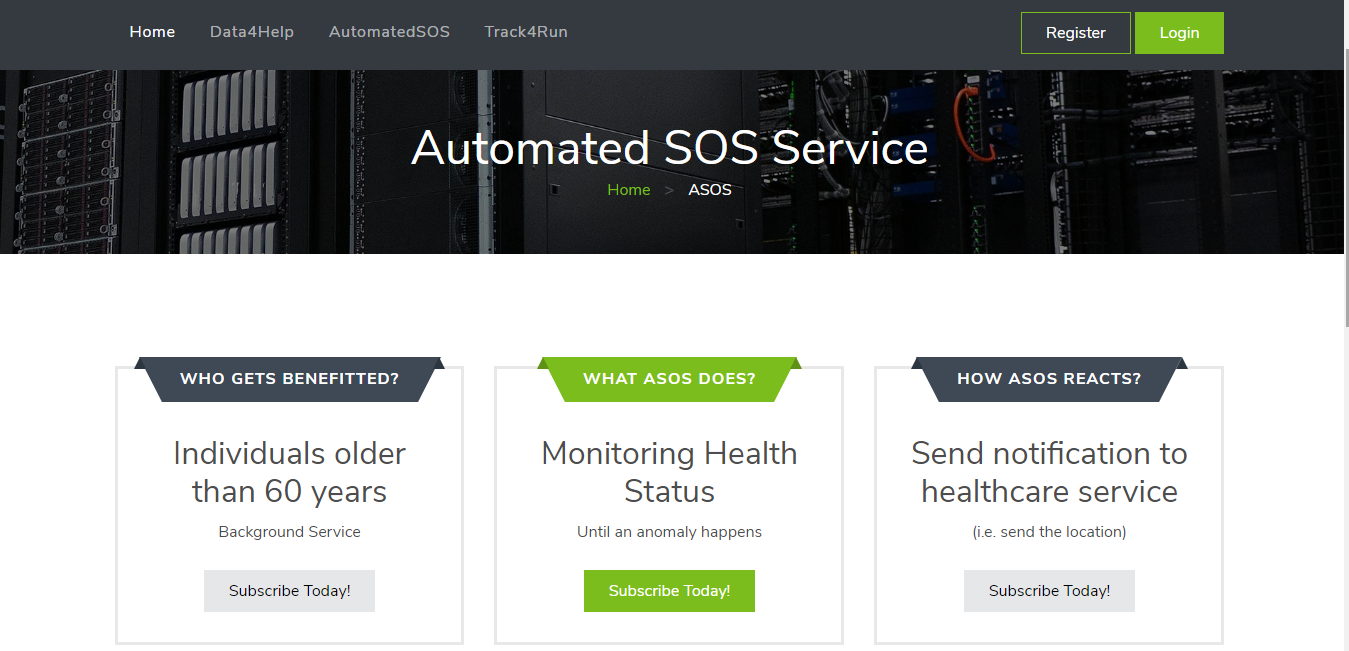 Home Data4Help AutomatedSOS Track4Run Register Login
Automated SOS Service
Home > ASOS
WHO GETS BENEFITTED?
Individuals older
than 60 years
Background Service
Subscribe Today!
WHAT ASOS DOES?
Monitoring Health
Status
Until an anomaly happens
Subscribe Today!
HOW ASOS REACTS?
Send notification to
healthcare service
(i.e. send the location)
Subscribe Today!